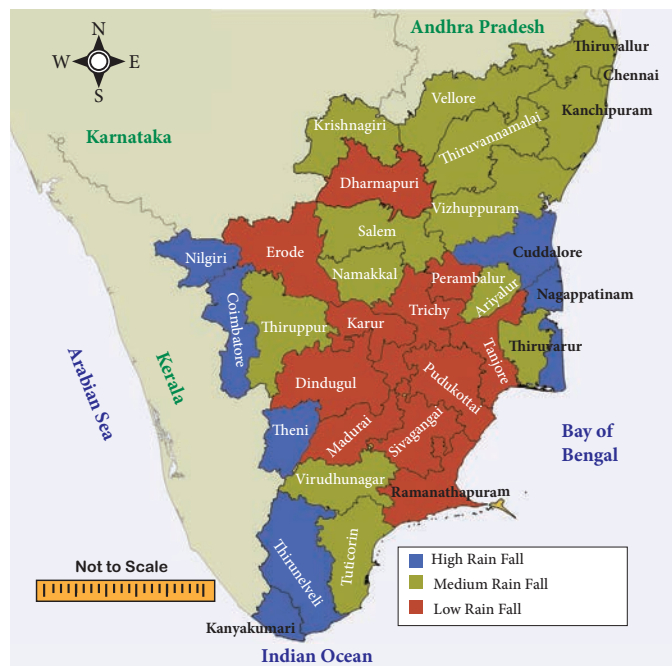 Andhra Pradesh
N
W
E
S
Thiruvallur
Chennai
Vellore
Kanchipuram
Krishnagiri
Thiruvannamalai
Karnataka
Dharmapuri
Vizhuppuram
Salem
Cuddalore
Nilgiri
Erode
Namakkal
Perambalur
Ariyalur
Nagappatinam
Coimbatore
Thiruppur
Karur
Trichy
Tanjore
Thiruvarur
Arabian Sea
Kerala
Dindugul
Pudukottai
Theni
Madurai
Sivagangai
Bay of
Bengal
Virudhunagar
Ramanathapuram
Thirunelveli
Tuticorin
Not to Scale
High Rain Fall
Medium Rain Fall
Low Rain Fall
Kanyakumari
Indian Ocean